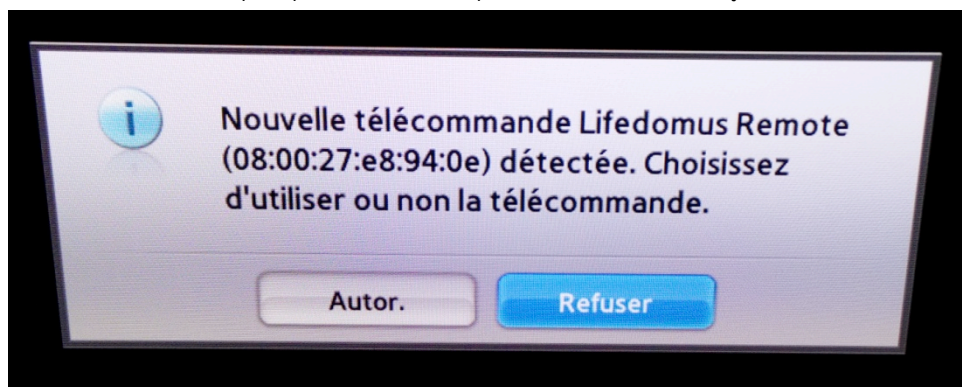 Nouvelle télécommande Lifedomus Remote
(08:00:27:e8:94:0e) détectée. Choisissez
d'utiliser ou non la télécommande.
Autor.
Refuser